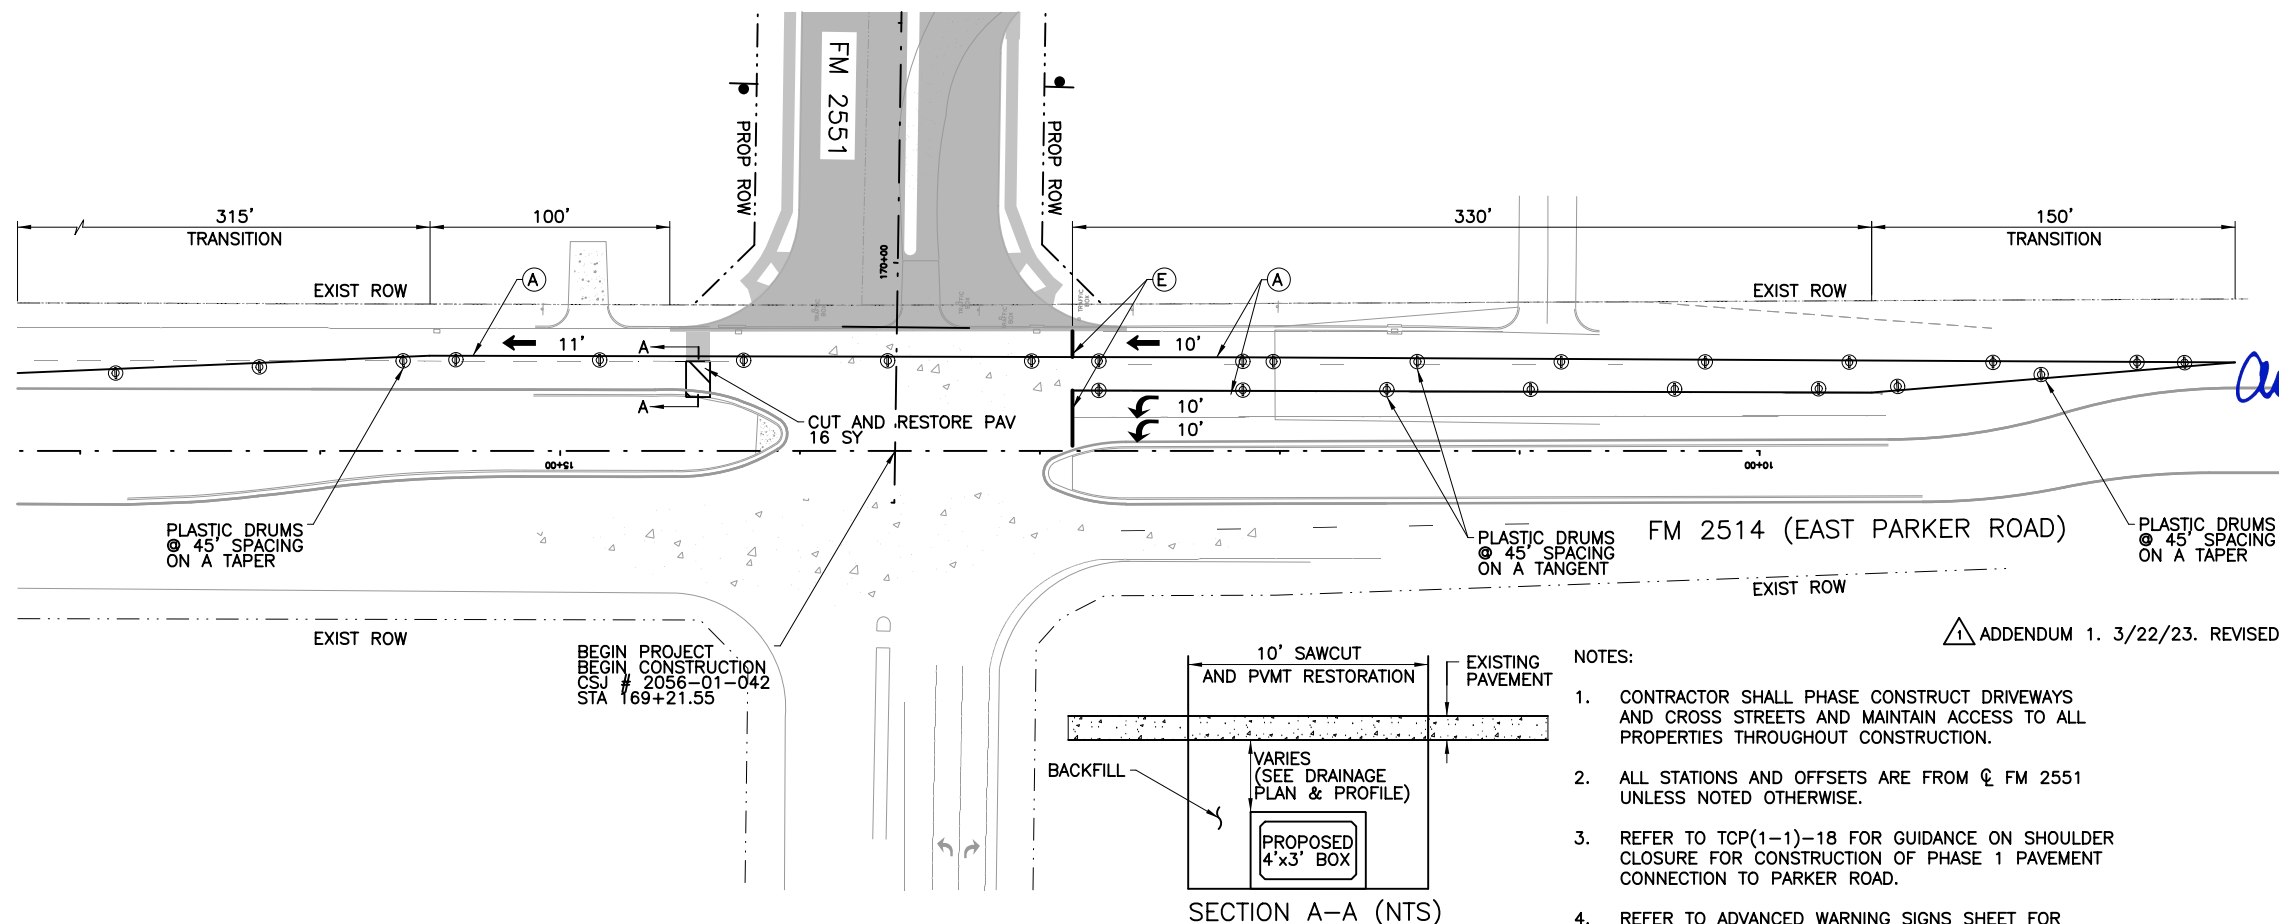 FM 2551
PROP ROW
PROP ROW
170+00
315'
TRANSITION
100'
330'
150'
TRANSITION
EXIST ROW
A
E
A
EXIST ROW
TRAFFIC
BOX
TRAFFIC
BOX
TRAFFIC
BOX
TRAFFIC
BOX
11'
A
10'
A
CUT AND RESTORE PAV
16 SY
10'
10'
15+00
10+00
PLASTIC DRUMS
@ 45' SPACING
ON A TAPER
PLASTIC DRUMS
@ 45' SPACING
ON A TANGENT
FM 2514 (EAST PARKER ROAD)
PLASTIC DRUMS
@ 45' SPACING
ON A TAPER
EXIST ROW
EXIST ROW
1 ADDENDUM 1. 3/22/23. REVISED
BEGIN PROJECT
BEGIN CONSTRUCTION
CSJ # 2056-01-042
STA 169+21.55
10' SAWCUT
AND PVMT RESTORATION
EXISTING
PAVEMENT
BACKFILL
VARIES
(SEE DRAINAGE
PLAN & PROFILE)
PROPOSED
4'x3' BOX
SECTION A-A (NTS)
NOTES:
1. CONTRACTOR SHALL PHASE CONSTRUCT DRIVEWAYS
AND CROSS STREETS AND MAINTAIN ACCESS TO ALL
PROPERTIES THROUGHOUT CONSTRUCTION.
2. ALL STATIONS AND OFFSETS ARE FROM ℄ FM 2551
UNLESS NOTED OTHERWISE.
3. REFER TO TCP(1-1)-18 FOR GUIDANCE ON SHOULDER
CLOSURE FOR CONSTRUCTION OF PHASE 1 PAVEMENT
CONNECTION TO PARKER ROAD.
4. REFER TO ADVANCED WARNING SIGNS SHEET FOR